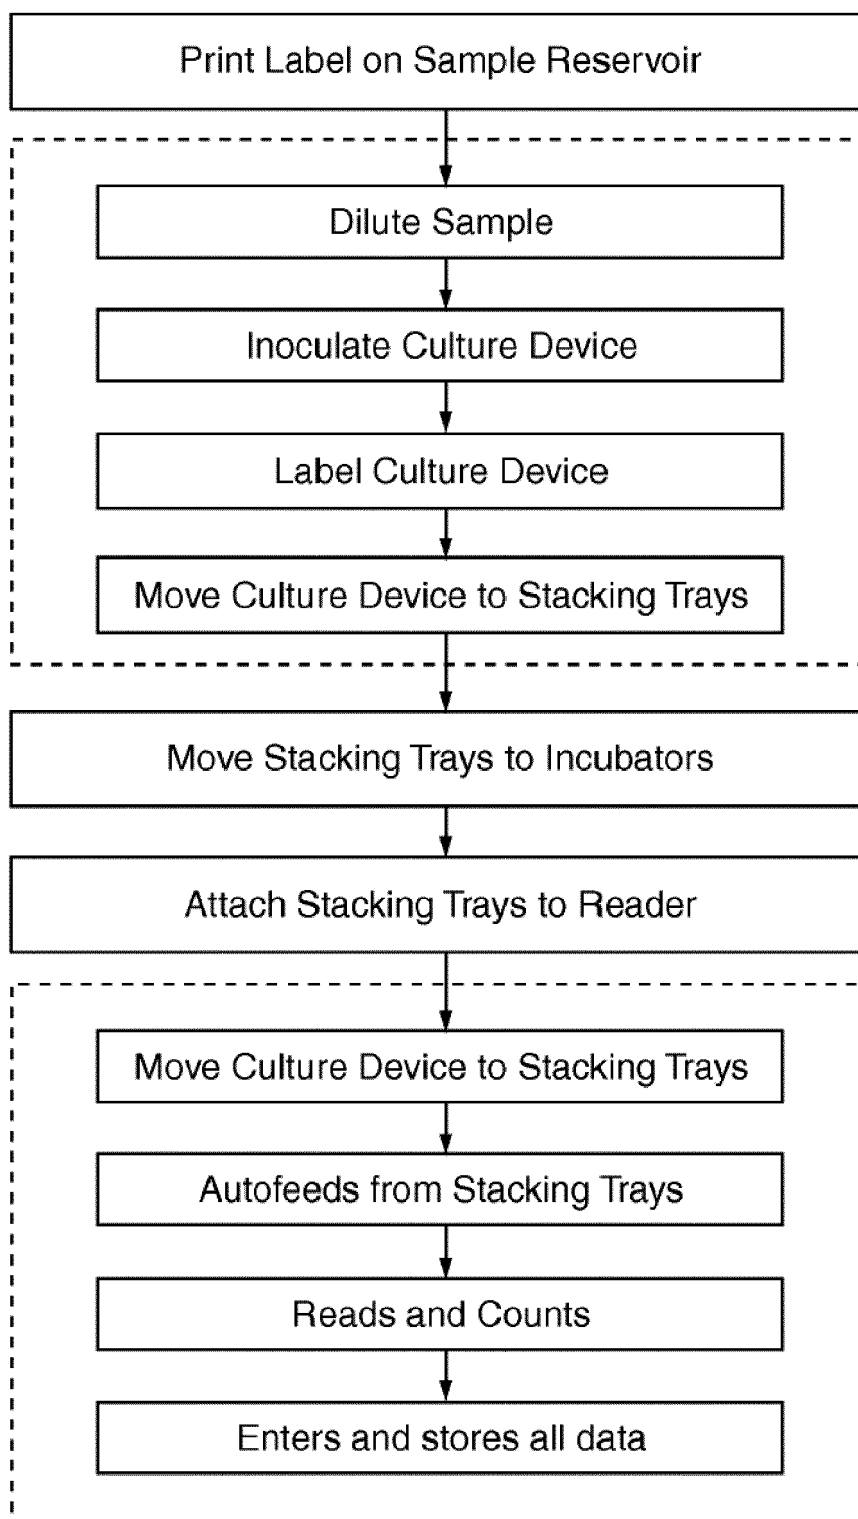 Print Label on Sample Reservoir
Dilute Sample
Inoculate Culture Device
Label Culture Device
Move Culture Device to Stacking Trays
Move Stacking Trays to Incubators
Attach Stacking Trays to Reader
Move Culture Device to Stacking Trays
Autofeeds from Stacking Trays
Reads and Counts
Enters and stores all data